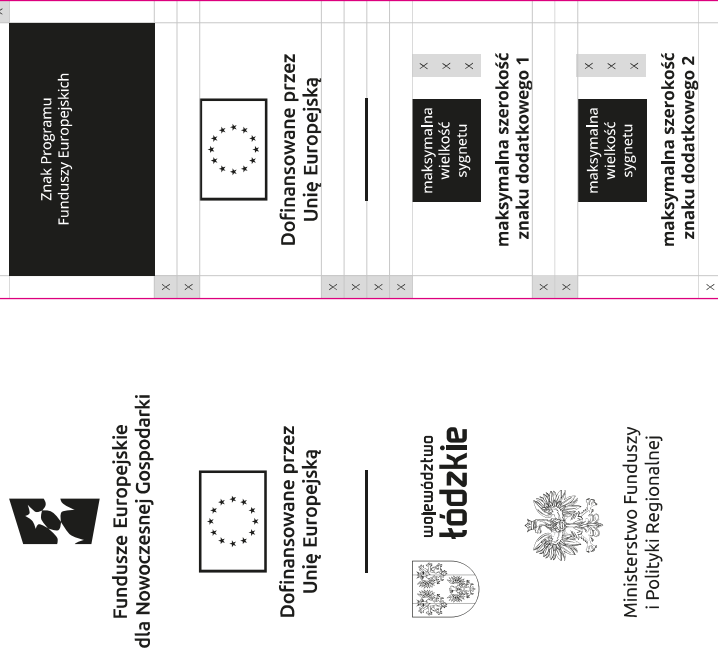 x
Znak Programu
Funduszy Europejskich
Dofinansowane przez
Unię Europejską
x
x
x
maksymalna
wielkość
sygnetu
maksymalna szerokość
znaku dodatkowego 1
x
x
x
maksymalna
wielkość
sygnetu
maksymalna szerokość
znaku dodatkowego 2
x
x
x
x
x
x
x
x
x
Fundusze Europejskie
dla Nowoczesnej Gospodarki
Dofinansowane przez
Unię Europejską
województwo
łódzkie
Ministerstwo Funduszy
i Polityki Regionalnej